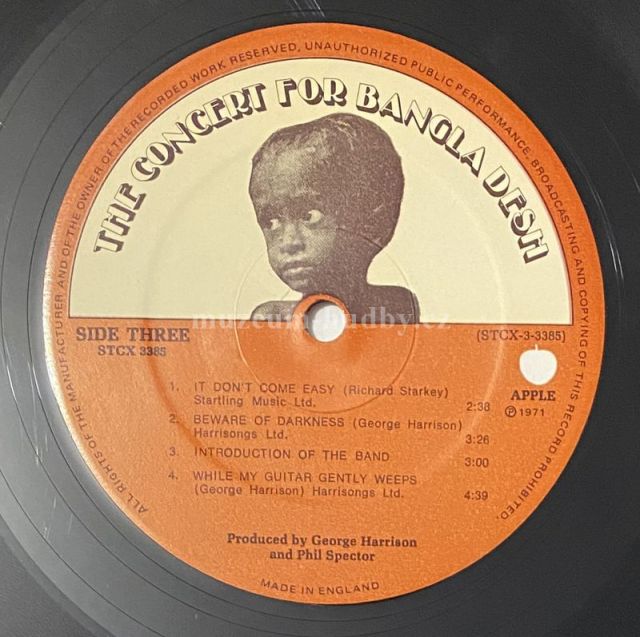 ALL RIGHTS OF THE MANUFACTURER AND OF THE OWNER OF THE RECORDED WORK RESERVED, UNAUTHORIZED PUBLIC PERFORMANCE, BROADCASTING AND COPYING OF THIS RECORD PROHIBITED.
THE CONCERT FOR BANGLA DESH
muzeumhudby.cz
SIDE THREE
STCX 3385
(STCX-3-3385)
APPLE
℗ 1971
1. IT DON'T COME EASY (Richard Starkey)
Startling Music Ltd. 2:38
2. BEWARE OF DARKNESS (George Harrison)
Harrisongs Ltd. 3:26
3. INTRODUCTION OF THE BAND 3:00
4. WHILE MY GUITAR GENTLY WEEPS
(George Harrison) Harrisongs Ltd. 4:39
Produced by George Harrison
and Phil Spector
MADE IN ENGLAND